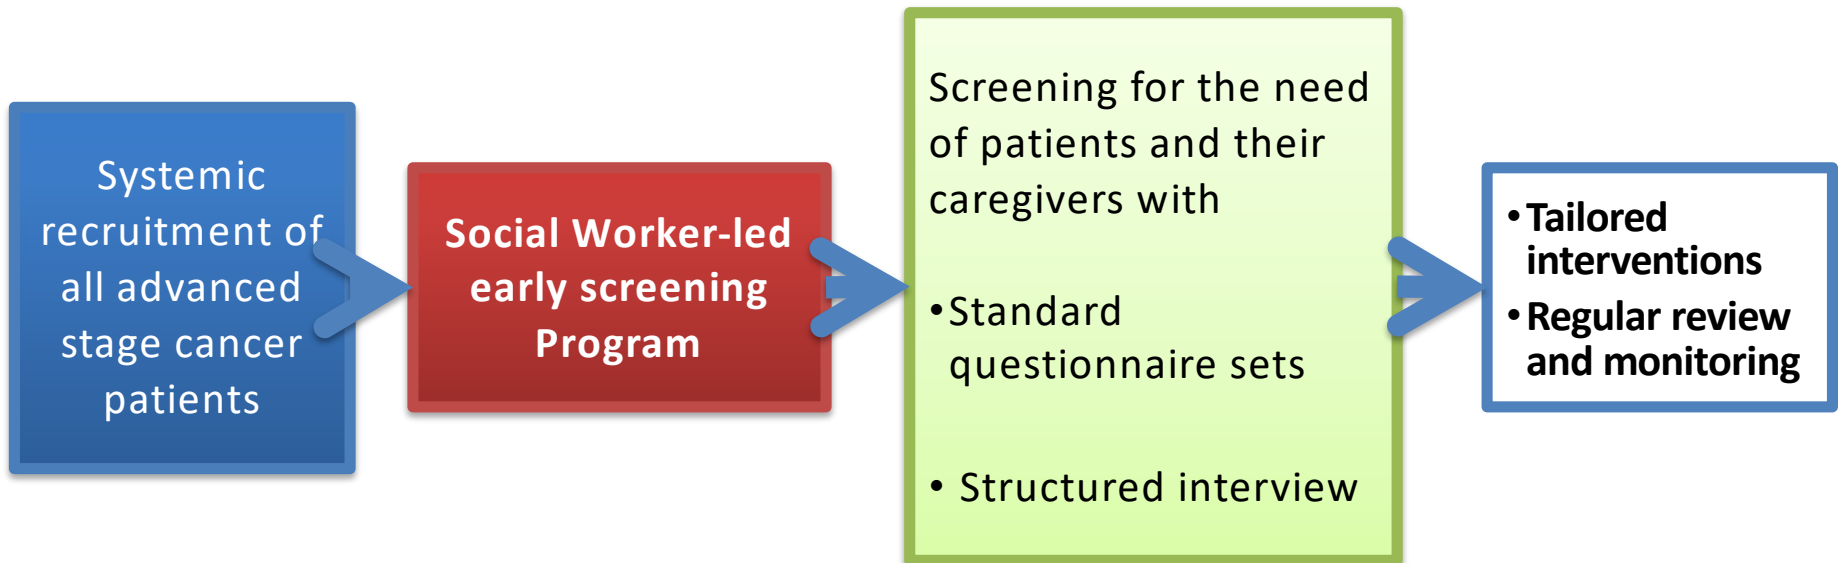 Systemic
recruitment of
all advanced
stage cancer
patients
Social Worker-led
early screening
Program
Screening for the need
of patients and their
caregivers with
•Standard
questionnaire sets
• Structured interview
•Tailored
interventions
•Regular review
and monitoring